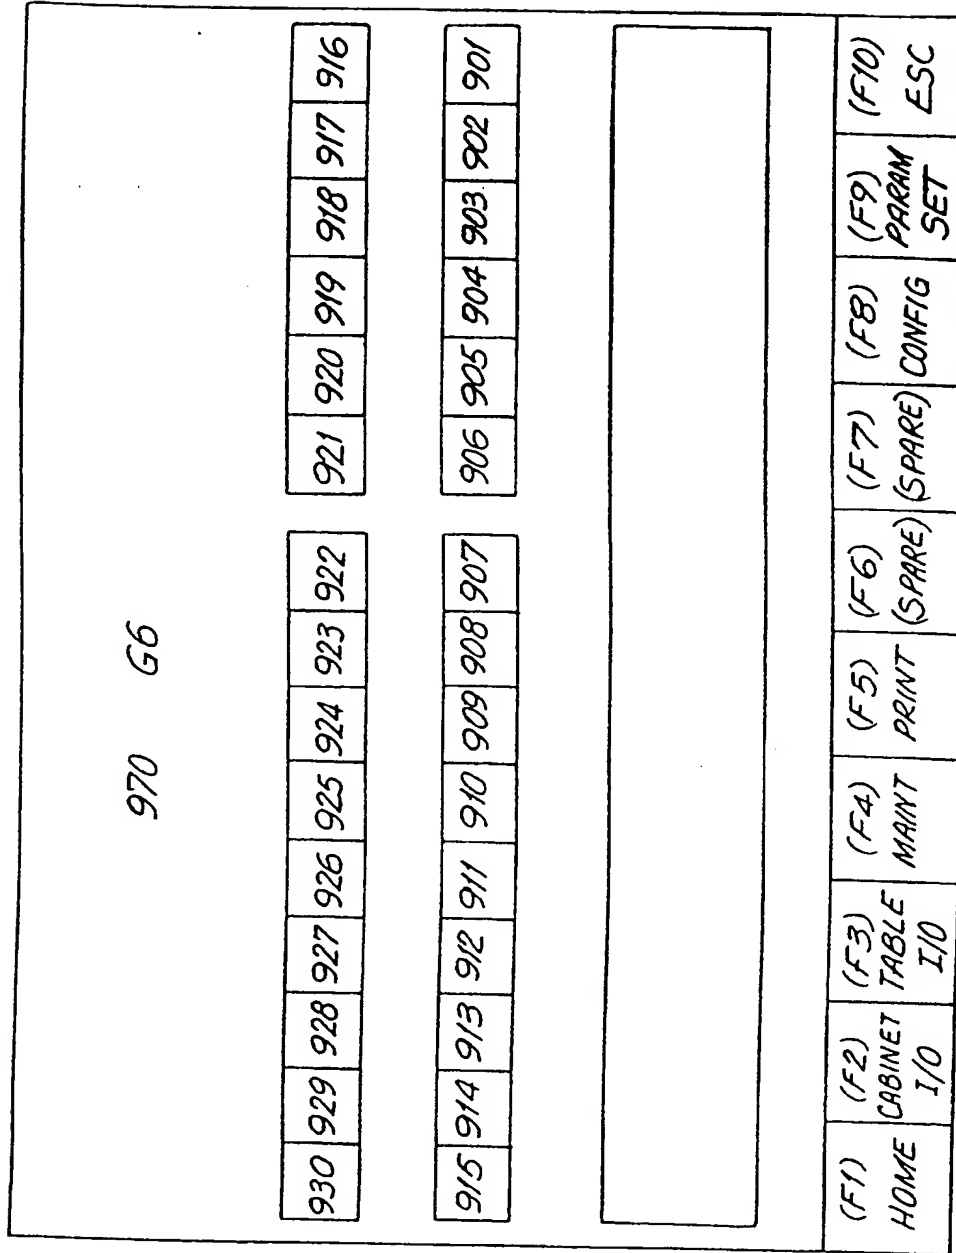 970 G6
930 929 928 927 926 925 924 923 922 921 920 919 918 917 916
915 914 913 912 911 910 909 908 907 906 905 904 903 902 901
(F1) (F2) (F3) (F4) (F5) (F6) (F7) (F8) (F9) (F10)
HOME CABINET TABLE MAINT PRINT (SPARE) (SPARE) CONFIG PARAM ESC
I/O I/O SET